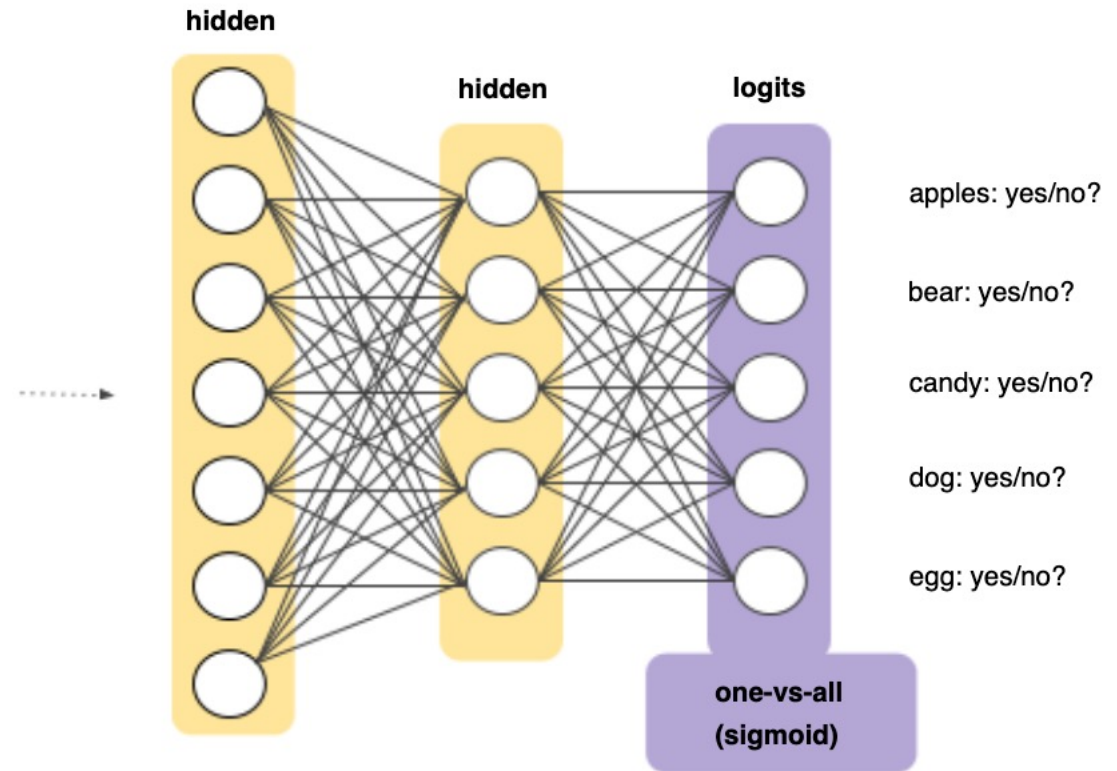 hidden
hidden
logits
apples: yes/no?
bear: yes/no?
candy: yes/no?
dog: yes/no?
egg: yes/no?
one-vs-all
(sigmoid)